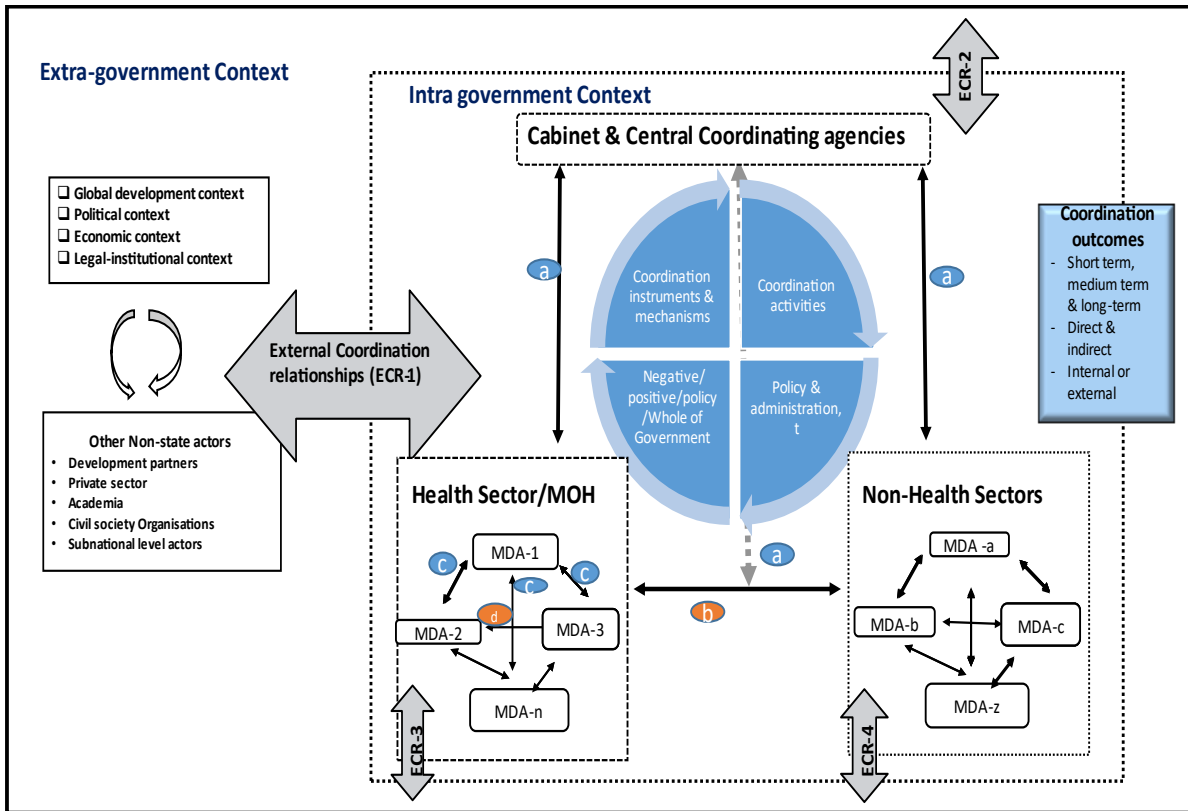 Extra-government Context
ECR-2
Intra government Context
Cabinet & Central Coordinating agencies
❑ Global development context
❑ Political context
❑ Economic context
❑ Legal-institutional context
Coordination
outcomes
- Short term,
medium term
& long-term
- Direct &
indirect
- Internal or
external
a
a
Coordination
instruments &
mechanisms
Coordination
activities
External Coordination
relationships (ECR-1)
Negative/
positive/policy
/Whole of
Government
Policy &
administration,
t
Other Non-state actors
• Development partners
• Private sector
• Academia
• Civil society Organisations
• Subnational level actors
Health Sector/MOH
MDA-1
c
c
c
d
MDA-2
MDA-3
MDA-n
a
b
Non-Health Sectors
MDA -a
MDA-b
MDA-c
MDA-z
ECR-3
ECR-4